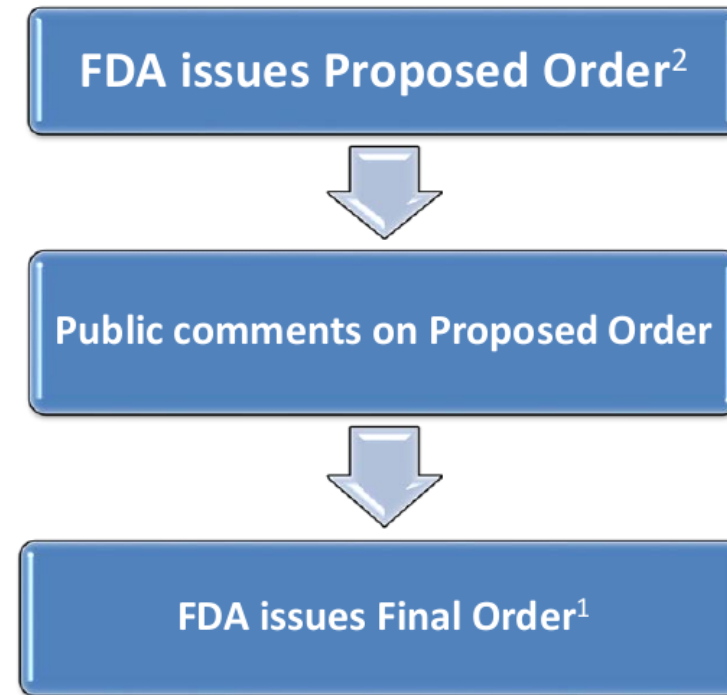 FDA issues Proposed Order²
Public comments on Proposed Order
FDA issues Final Order¹